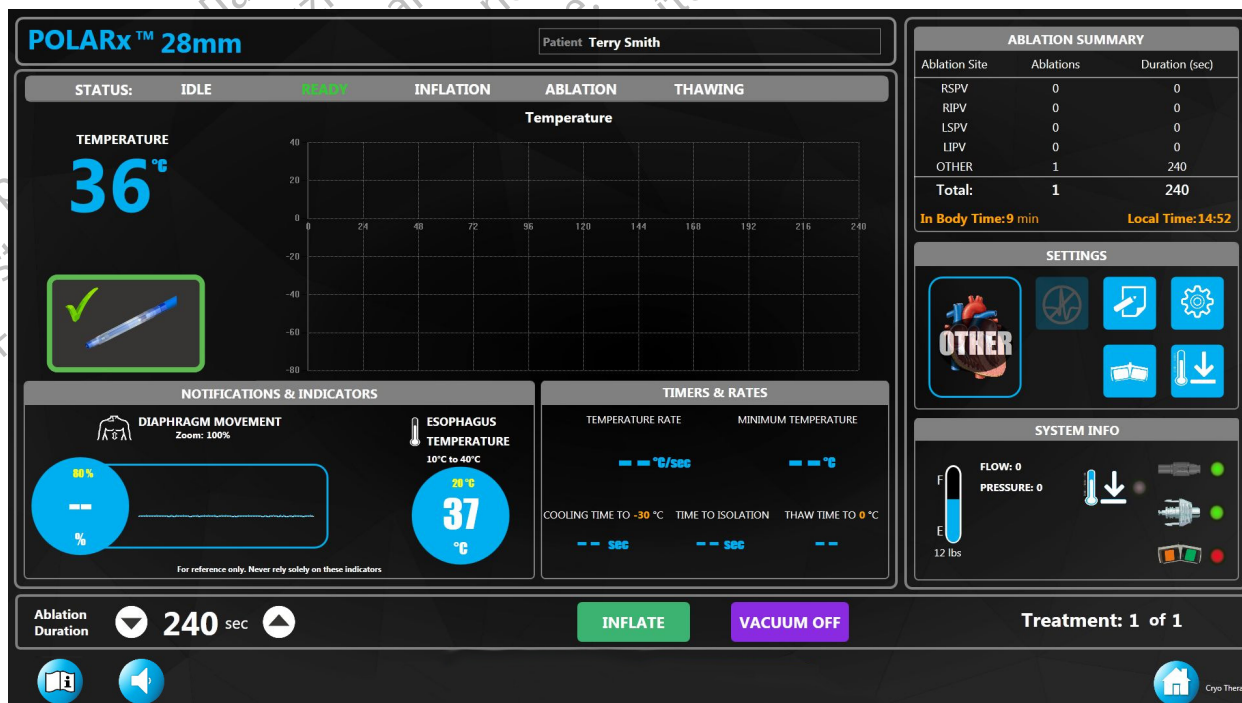 POLARx™ 28mm
Patient Terry Smith
STATUS: IDLE READY INFLATION ABLATION THAWING
TEMPERATURE
36 °C
Temperature
40
20
0
-20
-40
-60
-80
0 24 48 72 96 120 144 168 192 216 240
NOTIFICATIONS & INDICATORS
DIAPHRAGM MOVEMENT
Zoom: 100%
80 %
--
%
ESOPHAGUS
TEMPERATURE
10°C to 40°C
20 °C
37
°C
For reference only. Never rely solely on these indicators
TIMERS & RATES
TEMPERATURE RATE MINIMUM TEMPERATURE
-- °C/sec -- °C
COOLING TIME TO -30 °C TIME TO ISOLATION THAW TIME TO 0 °C
-- sec -- sec --
ABLATION SUMMARY
Ablation Site Ablations Duration (sec)
RSPV 0 0
RIPV 0 0
LSPV 0 0
LIPV 0 0
OTHER 1 240
Total: 1 240
In Body Time: 9 min Local Time: 14:52
SETTINGS
OTHER
SYSTEM INFO
F
E
12 lbs
FLOW: 0
PRESSURE: 0
Ablation
Duration
240 sec
INFLATE
VACUUM OFF
Treatment: 1 of 1
i
Cryo Ther